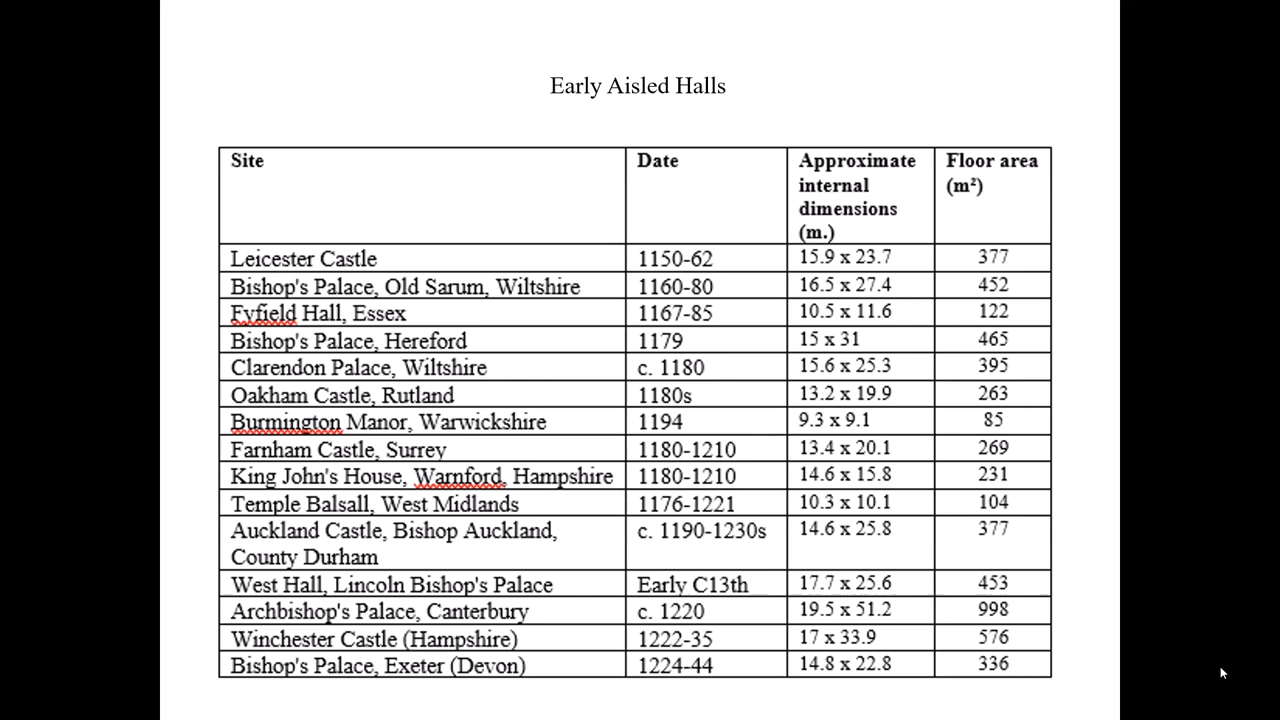 Early Aisled Halls
Site Date Approximate internal dimensions (m.) Floor area (m²)
Leicester Castle 1150-62 15.9 x 23.7 377
Bishop's Palace, Old Sarum, Wiltshire 1160-80 16.5 x 27.4 452
Fyfield Hall, Essex 1167-85 10.5 x 11.6 122
Bishop's Palace, Hereford 1179 15 x 31 465
Clarendon Palace, Wiltshire c. 1180 15.6 x 25.3 395
Oakham Castle, Rutland 1180s 13.2 x 19.9 263
Burmington Manor, Warwickshire 1194 9.3 x 9.1 85
Farnham Castle, Surrey 1180-1210 13.4 x 20.1 269
King John's House, Warnford, Hampshire 1180-1210 14.6 x 15.8 231
Temple Balsall, West Midlands 1176-1221 10.3 x 10.1 104
Auckland Castle, Bishop Auckland, c. 1190-1230s 14.6 x 25.8 377
County Durham
West Hall, Lincoln Bishop's Palace Early C13th 17.7 x 25.6 453
Archbishop's Palace, Canterbury c. 1220 19.5 x 51.2 998
Winchester Castle (Hampshire) 1222-35 17 x 33.9 576
Bishop's Palace, Exeter (Devon) 1224-44 14.8 x 22.8 336